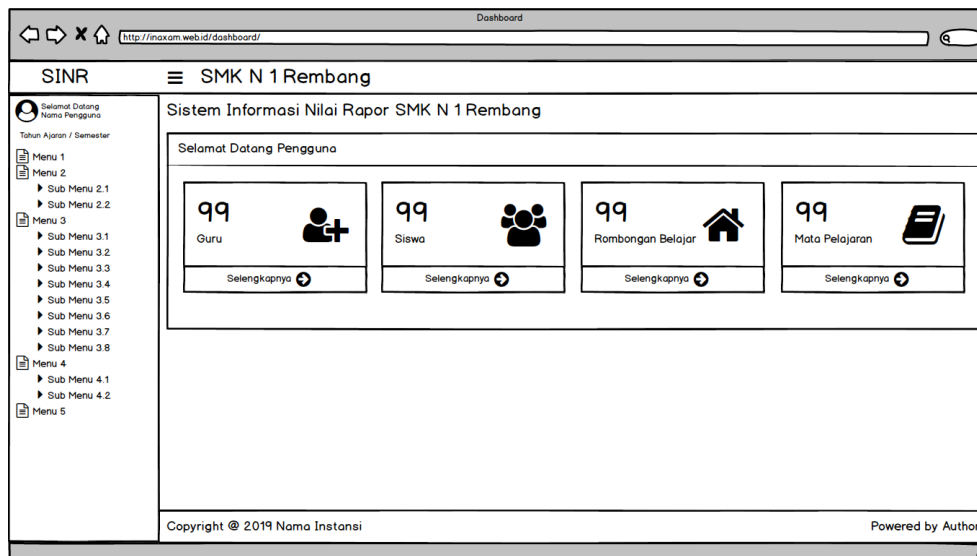 Dashboard
http://inaxam.web.id/dashboard/
SINR
SMK N 1 Rembang
Selamat Datang
Nama Pengguna
Tahun Ajaran / Semester
Menu 1
Menu 2
Sub Menu 2.1
Sub Menu 2.2
Menu 3
Sub Menu 3.1
Sub Menu 3.2
Sub Menu 3.3
Sub Menu 3.4
Sub Menu 3.5
Sub Menu 3.6
Sub Menu 3.7
Sub Menu 3.8
Menu 4
Sub Menu 4.1
Sub Menu 4.2
Menu 5
Sistem Informasi Nilai Rapor SMK N 1 Rembang
Selamat Datang Pengguna
99
Guru
Selengkapnya
99
Siswa
Selengkapnya
99
Rombongan Belajar
Selengkapnya
99
Mata Pelajaran
Selengkapnya
Copyright @ 2019 Nama Instansi
Powered by Author